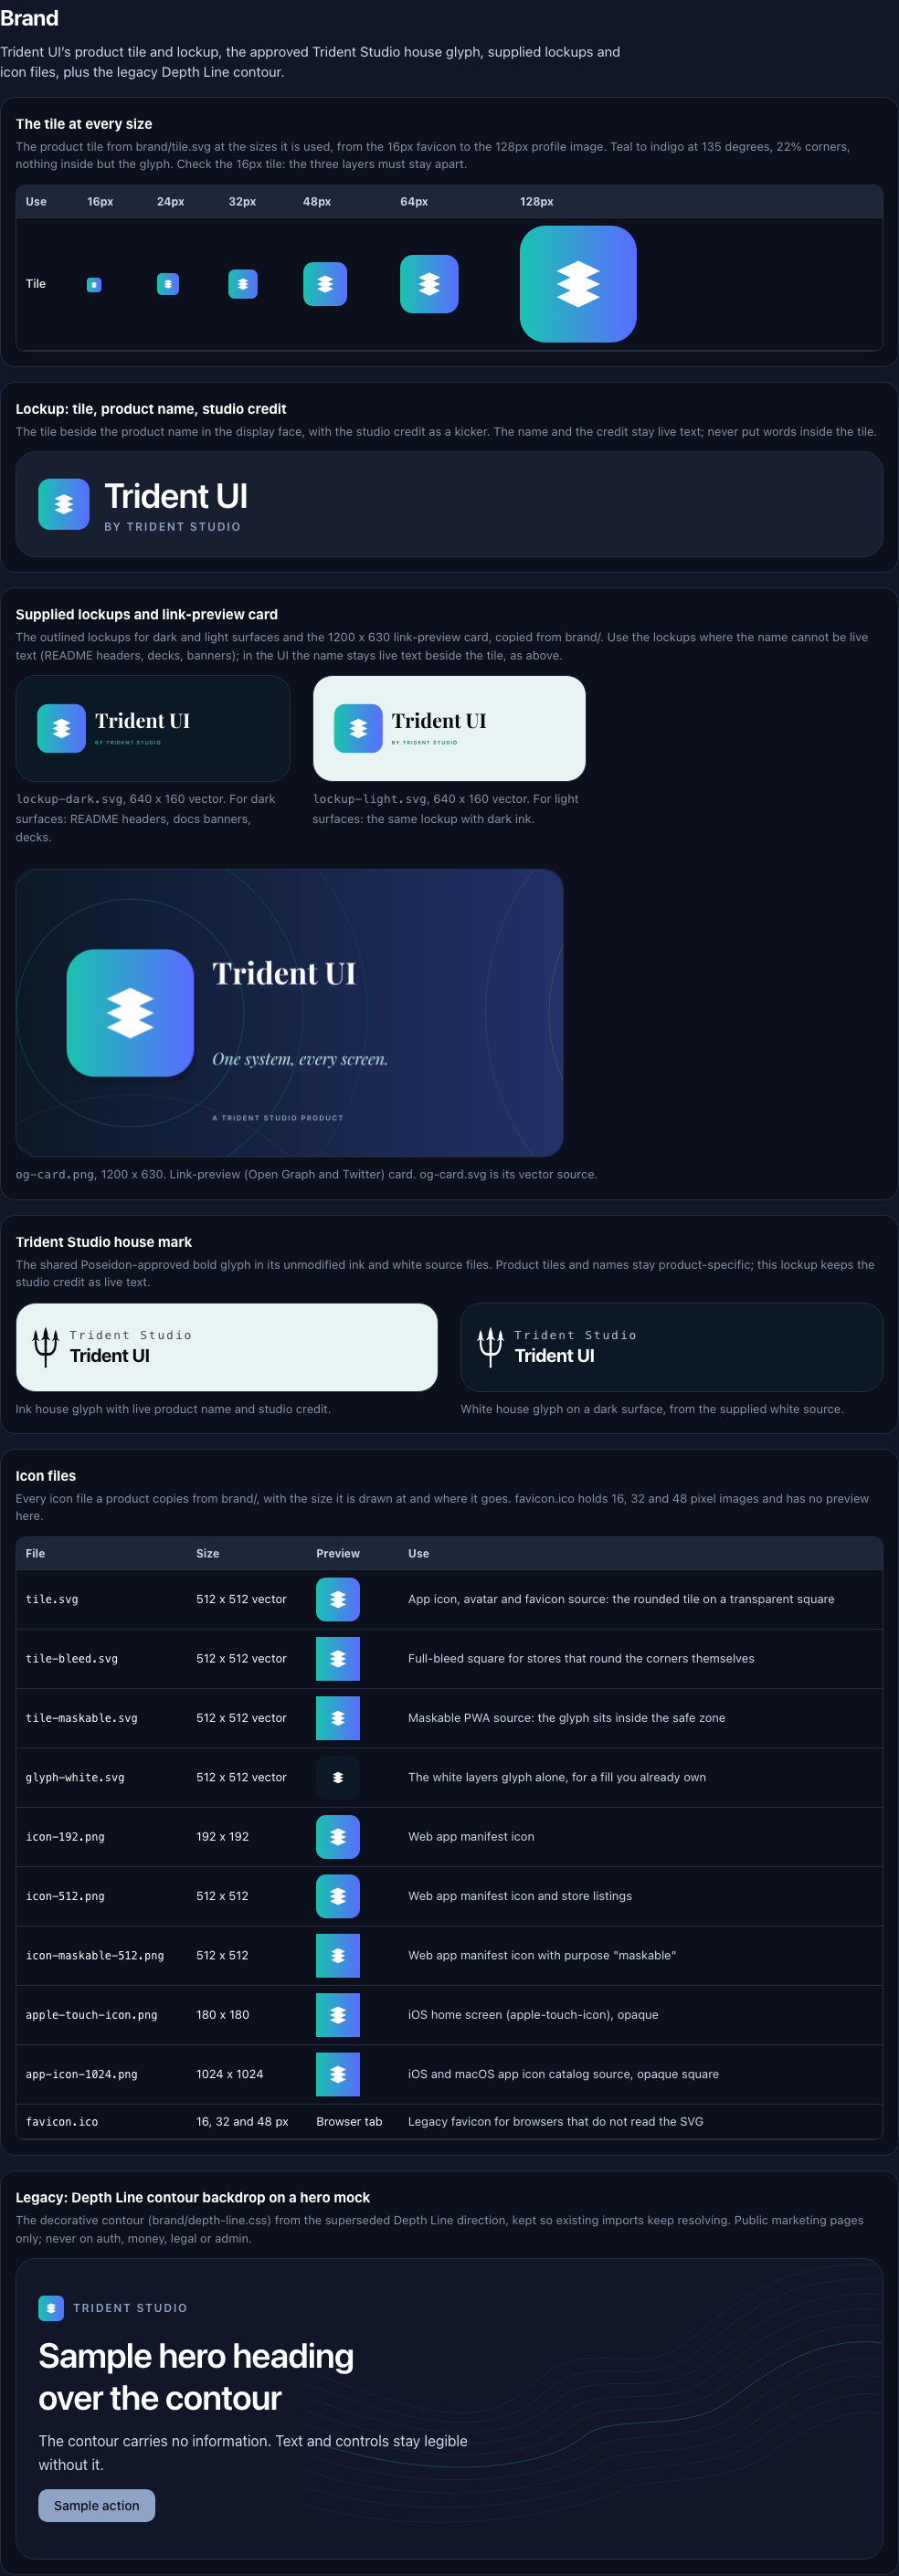 Brand
Trident UI's product tile and lockup, the approved Trident Studio house glyph, supplied lockups and
icon files, plus the legacy Depth Line contour.
The tile at every size
The product tile from brand/tile.svg at the sizes it is used, from the 16px favicon to the 128px profile image. Teal to indigo at 135 degrees, 22% corners,
nothing inside but the glyph. Check the 16px tile: the three layers must stay apart.
Use 16px 24px 32px 48px 64px 128px
Tile
Lockup: tile, product name, studio credit
The tile beside the product name in the display face, with the studio credit as a kicker. The name and the credit stay live text; never put words inside the tile.
Trident UI
BY TRIDENT STUDIO
Supplied lockups and link-preview card
The outlined lockups for dark and light surfaces and the 1200 x 630 link-preview card, copied from brand/. Use the lockups where the name cannot be live
text (README headers, decks, banners); in the UI the name stays live text beside the tile, as above.
Trident UI
BY TRIDENT STUDIO
Trident UI
BY TRIDENT STUDIO
lockup-dark.svg, 640 x 160 vector. For dark
surfaces: README headers, docs banners,
decks.
lockup-light.svg, 640 x 160 vector. For light
surfaces: the same lockup with dark ink.
Trident UI
One system, every screen.
A TRIDENT STUDIO PRODUCT
og-card.png, 1200 x 630. Link-preview (Open Graph and Twitter) card. og-card.svg is its vector source.
Trident Studio house mark
The shared Poseidon-approved bold glyph in its unmodified ink and white source files. Product tiles and names stay product-specific; this lockup keeps the
studio credit as live text.
Trident Studio
Trident UI
Trident Studio
Trident UI
Ink house glyph with live product name and studio credit.
White house glyph on a dark surface, from the supplied white source.
Icon files
Every icon file a product copies from brand/, with the size it is drawn at and where it goes. favicon.ico holds 16, 32 and 48 pixel images and has no preview
here.
File Size Preview Use
tile.svg 512 x 512 vector App icon, avatar and favicon source: the rounded tile on a transparent square
tile-bleed.svg 512 x 512 vector Full-bleed square for stores that round the corners themselves
tile-maskable.svg 512 x 512 vector Maskable PWA source: the glyph sits inside the safe zone
glyph-white.svg 512 x 512 vector The white layers glyph alone, for a fill you already own
icon-192.png 192 x 192 Web app manifest icon
icon-512.png 512 x 512 Web app manifest icon and store listings
icon-maskable-512.png 512 x 512 Web app manifest icon with purpose "maskable"
apple-touch-icon.png 180 x 180 iOS home screen (apple-touch-icon), opaque
app-icon-1024.png 1024 x 1024 iOS and macOS app icon catalog source, opaque square
favicon.ico 16, 32 and 48 px Browser tab Legacy favicon for browsers that do not read the SVG
Legacy: Depth Line contour backdrop on a hero mock
The decorative contour (brand/depth-line.css) from the superseded Depth Line direction, kept so existing imports keep resolving. Public marketing pages
only; never on auth, money, legal or admin.
TRIDENT STUDIO
Sample hero heading
over the contour
The contour carries no information. Text and controls stay legible
without it.
Sample action